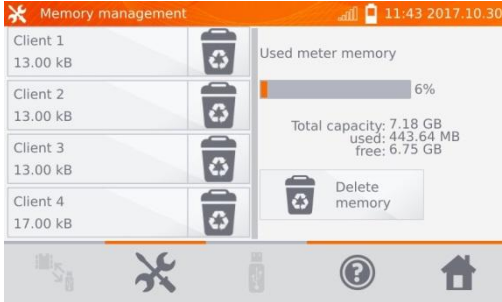 Memory management
11:43 2017.10.30
Client 1
13.00 kB
Client 2
13.00 kB
Client 3
13.00 kB
Client 4
17.00 kB
Used meter memory
6%
Total capacity: 7.18 GB
used: 443.64 MB
free: 6.75 GB
Delete
memory